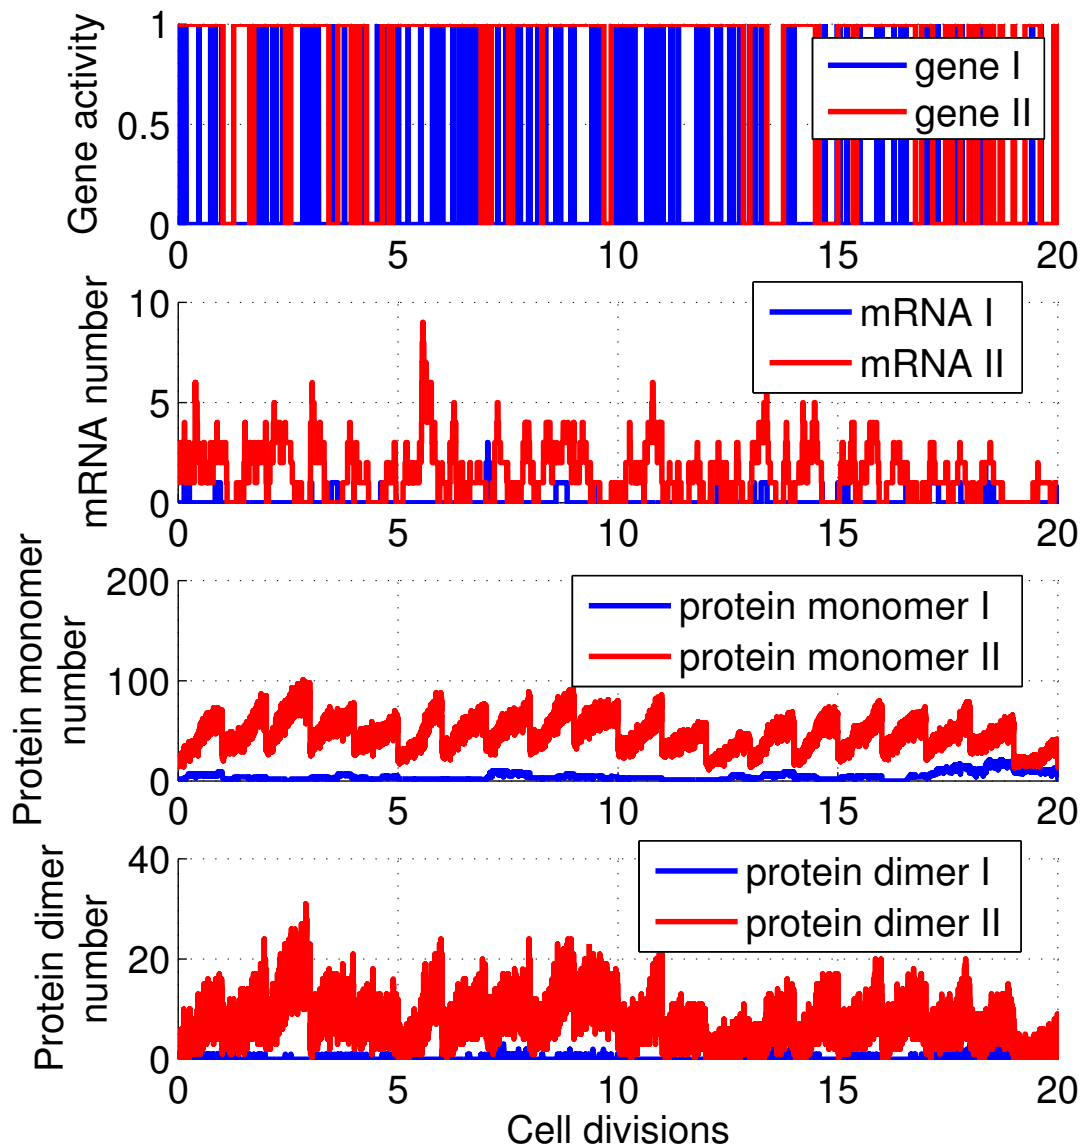 Gene activity
1
0.5
0
gene I
gene II
0 5 10 15 20
mRNA number
10
5
0
mRNA I
mRNA II
0 5 10 15 20
Protein monomer
number
200
100
0
protein monomer I
protein monomer II
0 5 10 15 20
Protein dimer
number
40
20
0
protein dimer I
protein dimer II
0 5 10 15 20
Cell divisions